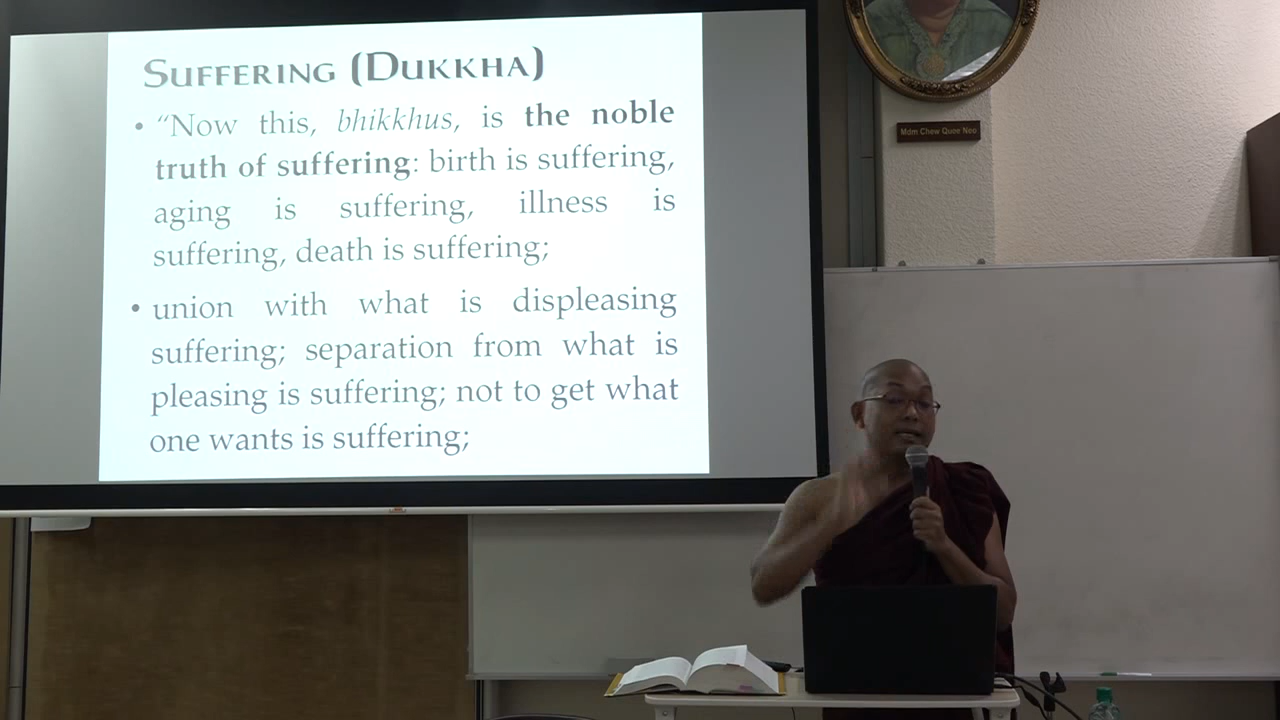 SUFFERING (DUKKHA)
• “Now this, bhikkhus, is the noble
truth of suffering: birth is suffering,
aging is suffering, illness is
suffering, death is suffering;
• union with what is displeasing
suffering; separation from what is
pleasing is suffering; not to get what
one wants is suffering;
Mdm Chew Quee Neo